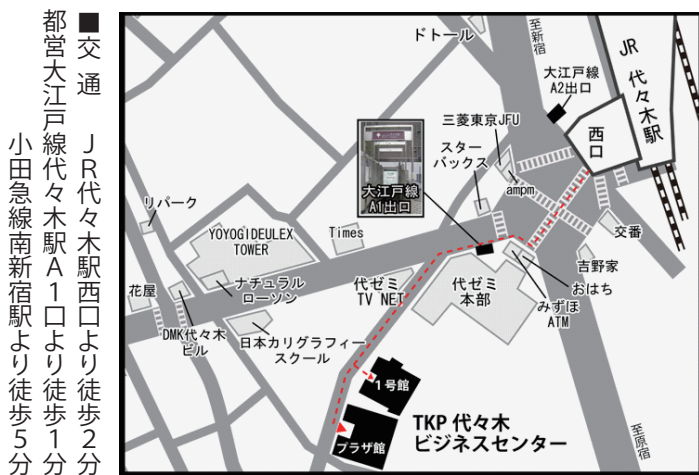 ■交通　ＪＲ代々木駅西口より徒歩２分
都営大江戸線代々木駅Ａ１口より徒歩１分
小田急線南新宿駅より徒歩５分
ドトール
至新宿
JR 代々木駅
大江戸線
A2出口
西口
三菱東京JFU
スター
バックス
ampm
大江戸線
A1出口
リパーク
YOYOGIDEULEX
TOWER
Times
交番
吉野家
おはち
みずほ
ATM
代ゼミ
本部
代ゼミ
TV NET
ナチュラル
ローソン
花屋
DMK代々木
ビル
日本カリグラフィー
スクール
1号館
プラザ館
TKP 代々木
ビジネスセンター
至原宿